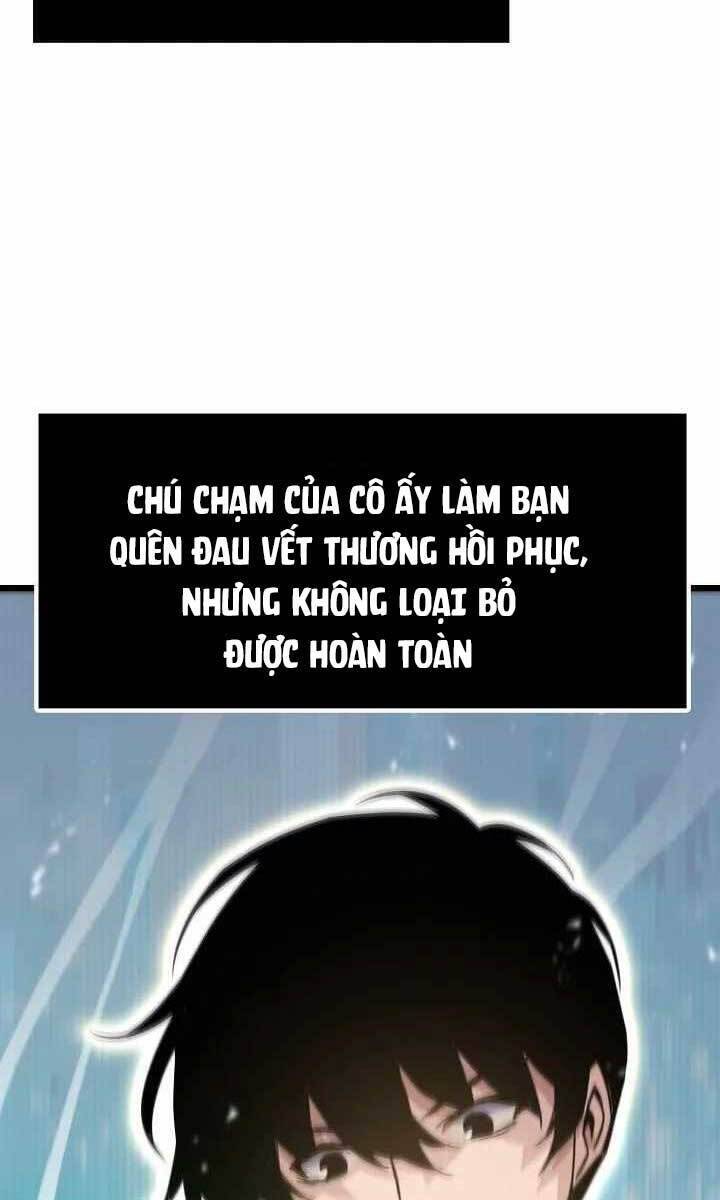 CHÚ CHẠM CỦA CÔ ẤY LÀM BẠN
QUÊN ĐAU VẾT THƯƠNG HỒI PHỤC,
NHƯNG KHÔNG LOẠI BỎ
ĐƯỢC HOÀN TOÀN